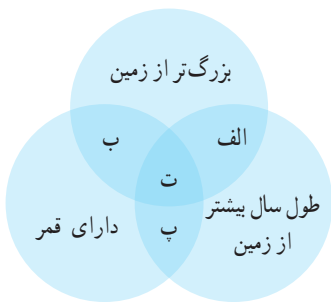 بزرگ‌تر از زمین
الف
ب
ت
طول سال بیشتر
از زمین
پ
دارای قمر